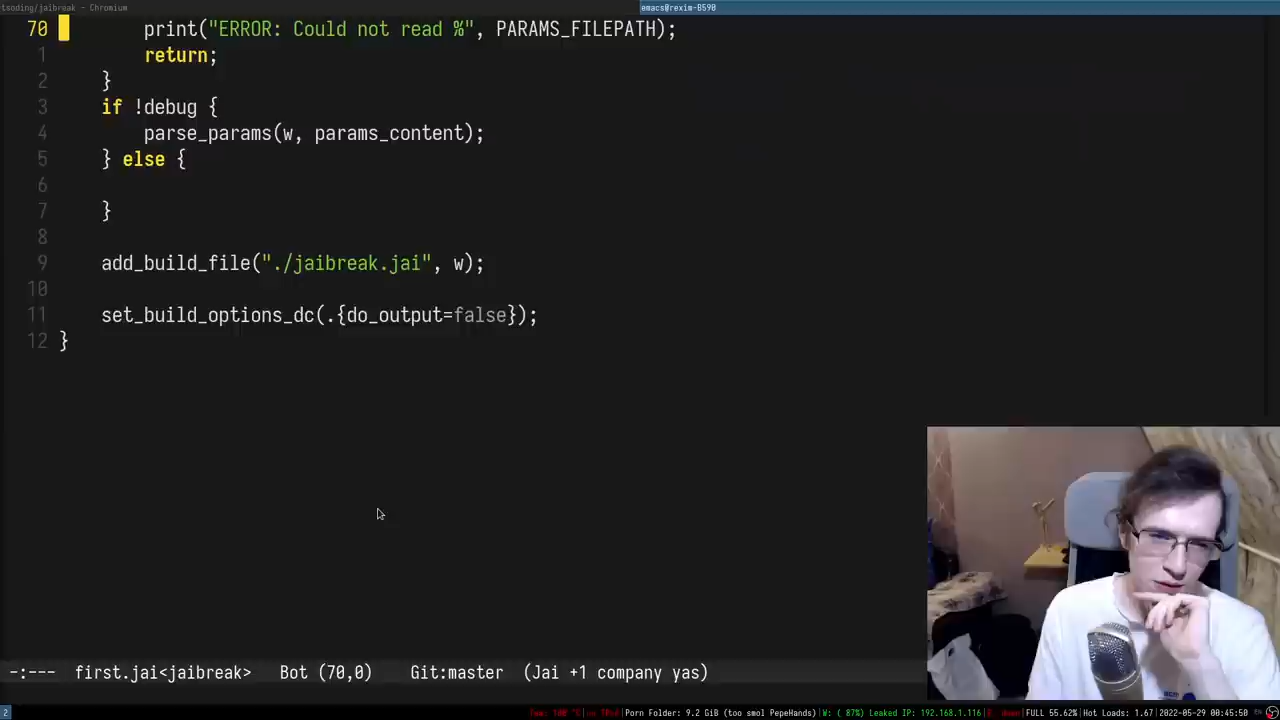 tsoding/jaibreak - Chromium
emacs@rexim-B590
70 print("ERROR: Could not read %", PARAMS_FILEPATH);
1 return;
2 }
3 if !debug {
4 parse_params(w, params_content);
5 } else {
6
7 }
8
9 add_build_file("./jaibreak.jai", w);
10
11 set_build_options_dc(.{do_output=false});
12 }
-:--- first.jai<jaibreak> Bot (70,0) Git:master (Jai +1 company yas)
2 Porn Folder: 9.2 GiB (too smol PepeHands)|W: ( 87%) Leaked IP: 192.168.1.116| down|FULL 55.62%|Hot Loads: 1.67|2022-05-29 00:45:50